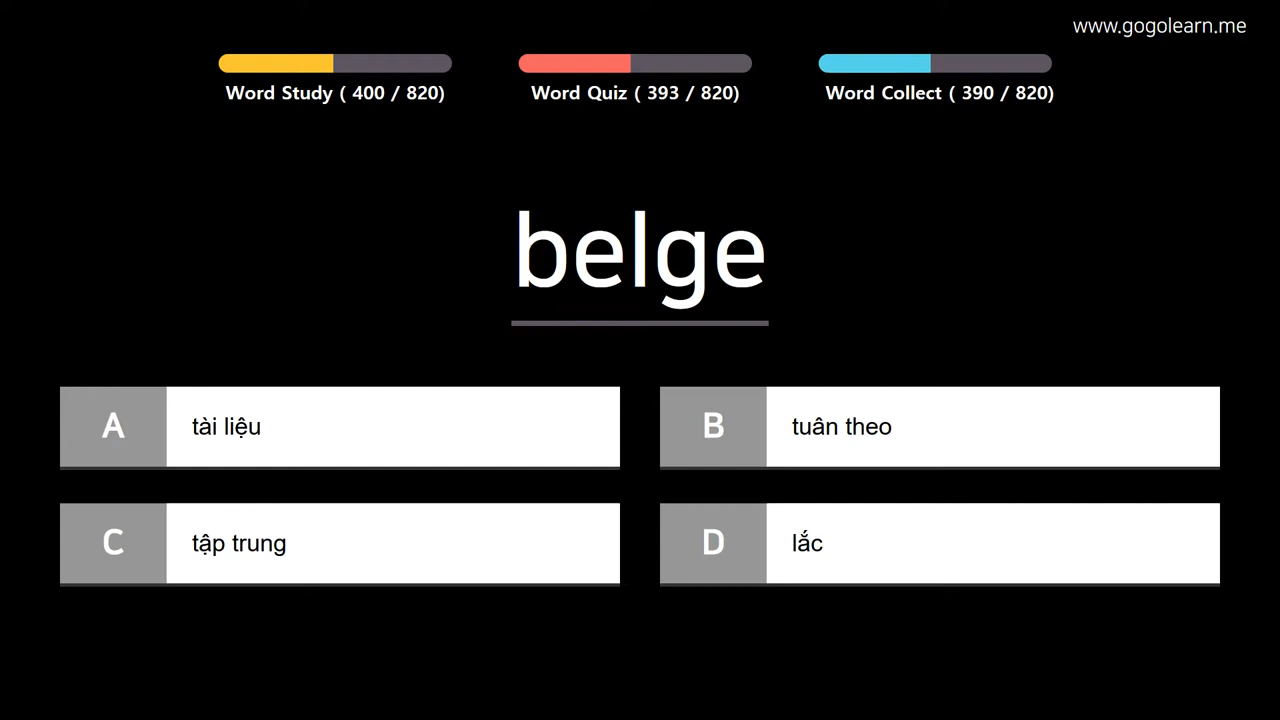 www.gogolearn.me
Word Study ( 400 / 820)
Word Quiz ( 393 / 820)
Word Collect ( 390 / 820)
belge
A tài liệu
B tuân theo
C tập trung
D lắc